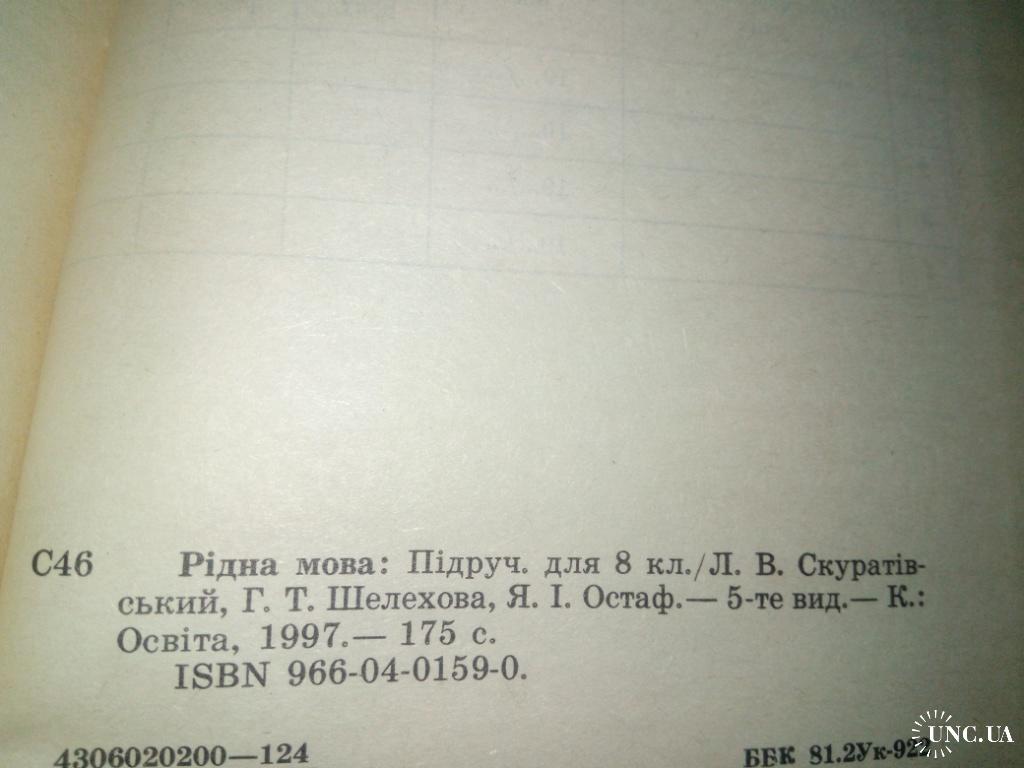 С46 Рідна мова: Підруч. для 8 кл./Л. В. Скуратів-
ський, Г. Т. Шелехова, Я. І. Остаф.— 5-те вид.— К.:
Освіта, 1997.— 175 с.
ISBN 966-04-0159-0.
4306020200—124 ББК 81.2Ук-922
UNC.UA